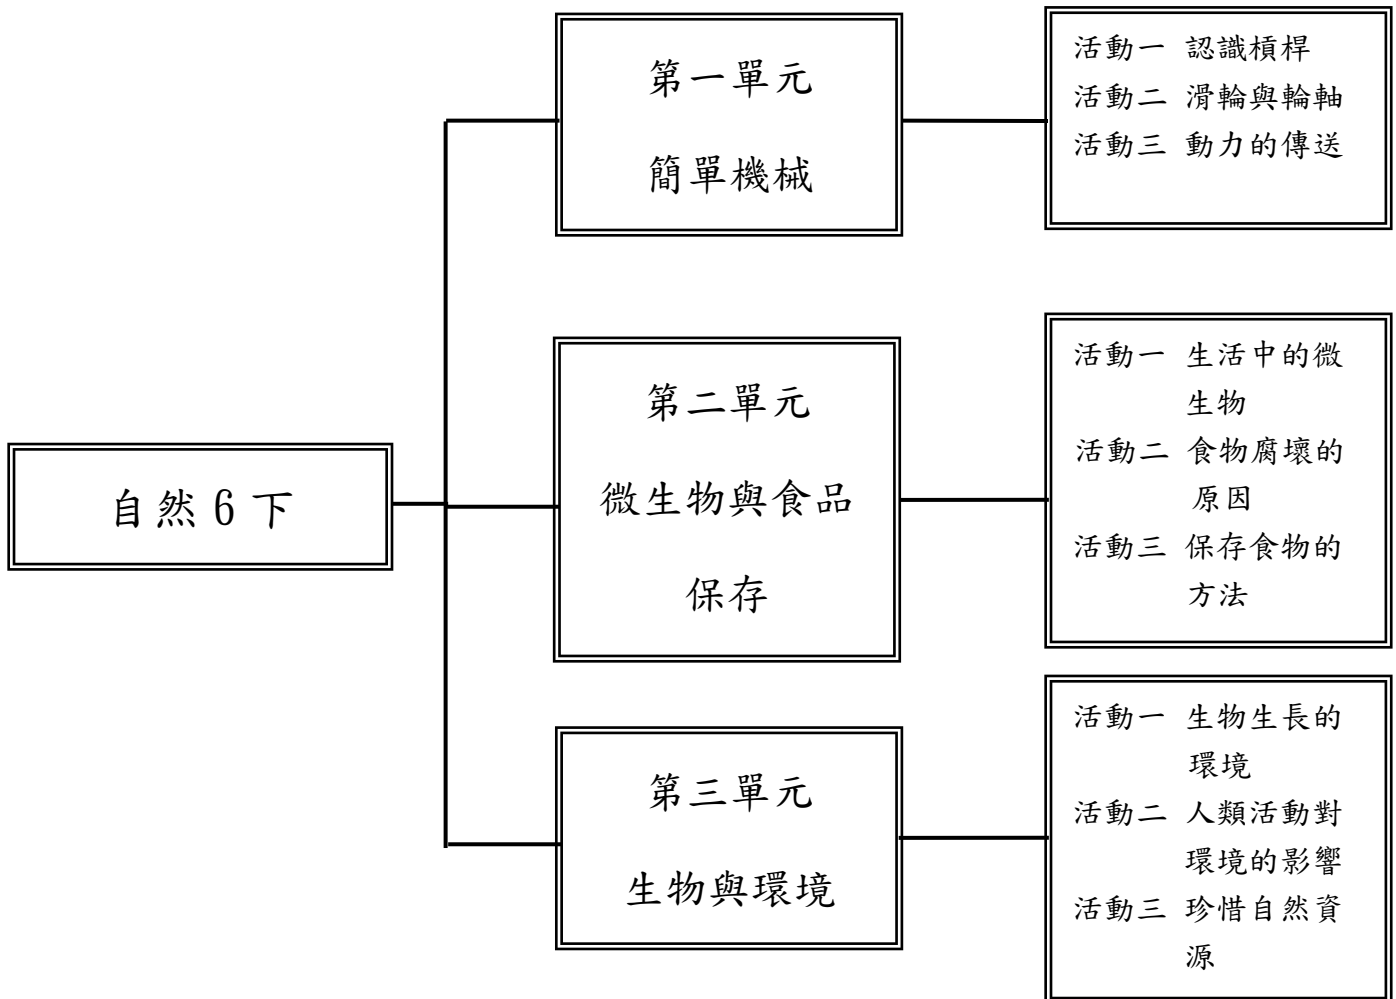 自然 6 下
第一單元
簡單機械
活動一 認識槓桿
活動二 滑輪與輪軸
活動三 動力的傳送
第二單元
微生物與食品
保存
活動一 生活中的微
生物
活動二 食物腐壞的
原因
活動三 保存食物的
方法
第三單元
生物與環境
活動一 生物生長的
環境
活動二 人類活動對
環境的影響
活動三 珍惜自然資
源